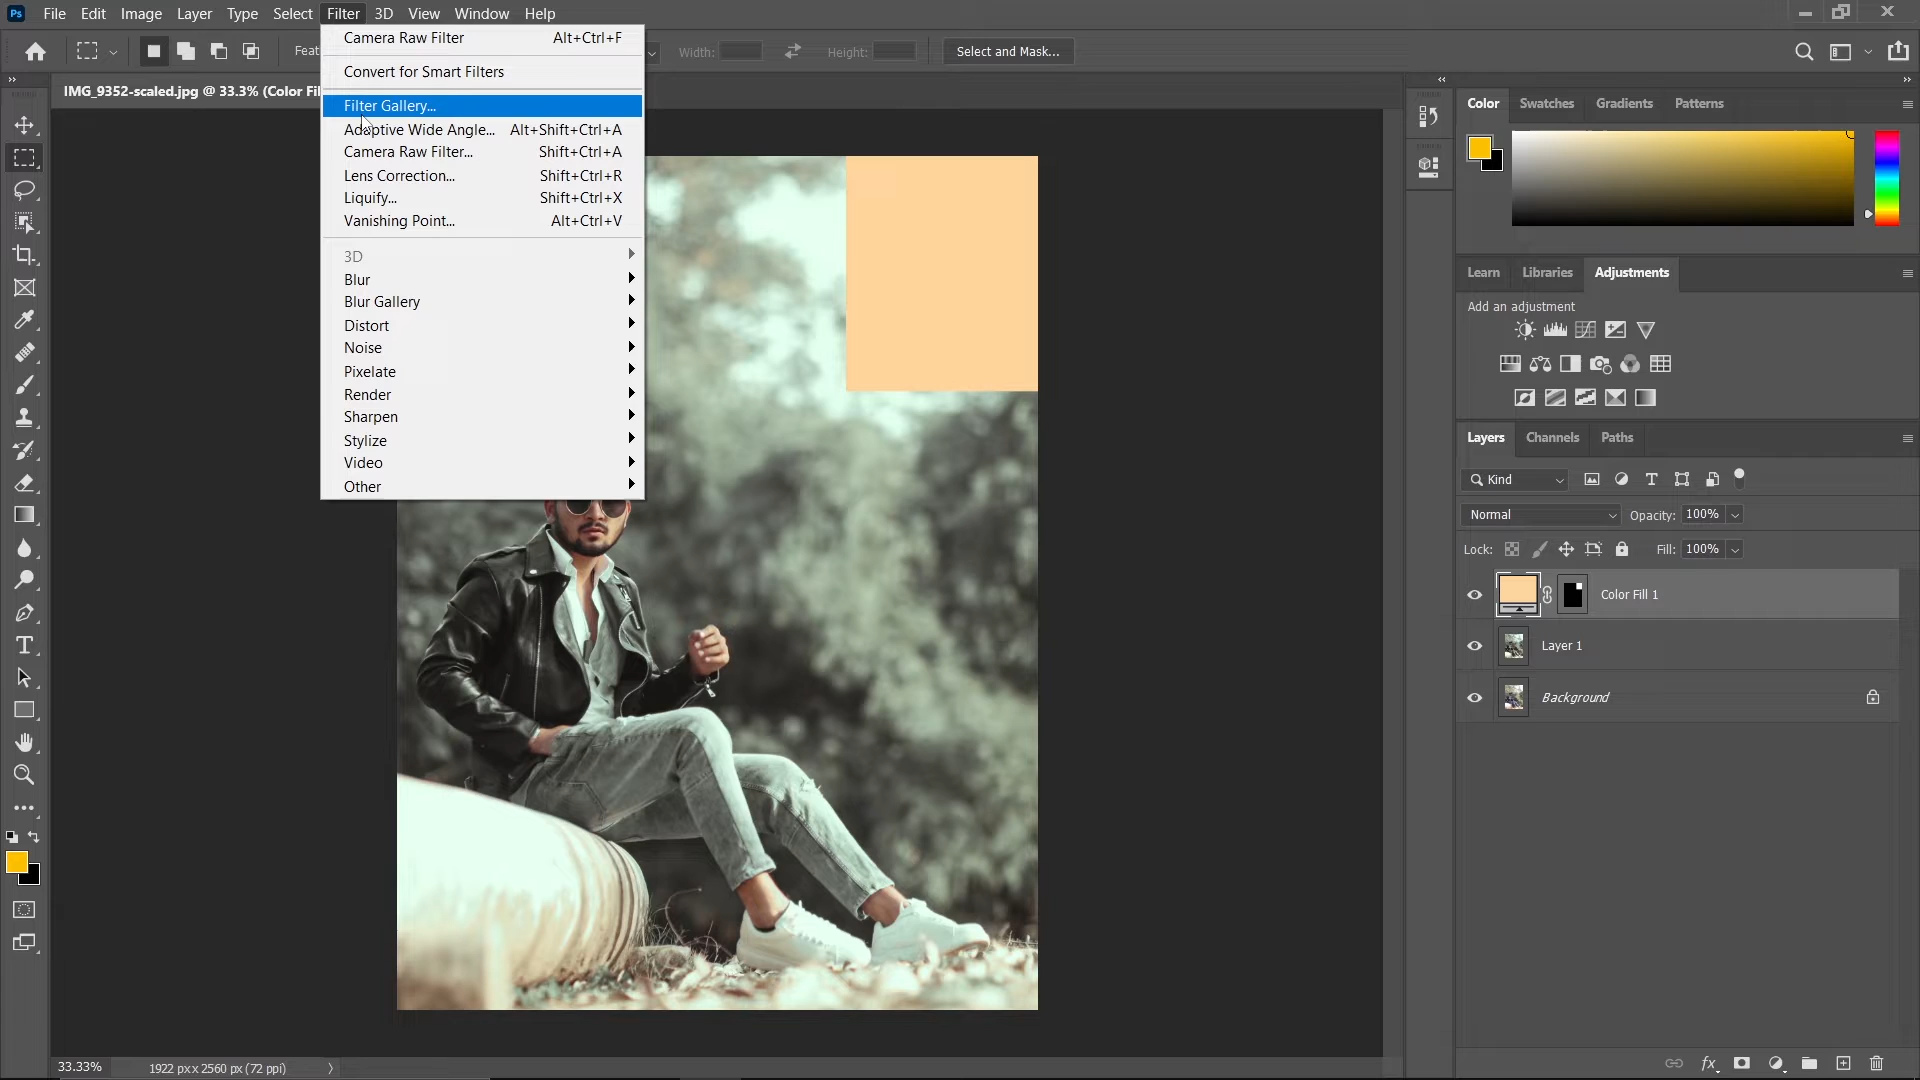 Ps File Edit Image Layer Type Select Filter 3D View Window Help
Feat Width: Height: Select and Mask...
IMG_9352-scaled.jpg @ 33.3% (Color Fil
Camera Raw Filter Alt+Ctrl+F
Convert for Smart Filters
Filter Gallery...
Adaptive Wide Angle... Alt+Shift+Ctrl+A
Camera Raw Filter... Shift+Ctrl+A
Lens Correction... Shift+Ctrl+R
Liquify... Shift+Ctrl+X
Vanishing Point... Alt+Ctrl+V
3D
Blur
Blur Gallery
Distort
Noise
Pixelate
Render
Sharpen
Stylize
Video
Other
Color Swatches Gradients Patterns
Learn Libraries Adjustments
Add an adjustment
Layers Channels Paths
Kind
Normal Opacity: 100%
Lock: Fill: 100%
Color Fill 1
Layer 1
Background
fx
33.33% 1922 px x 2560 px (72 ppi)